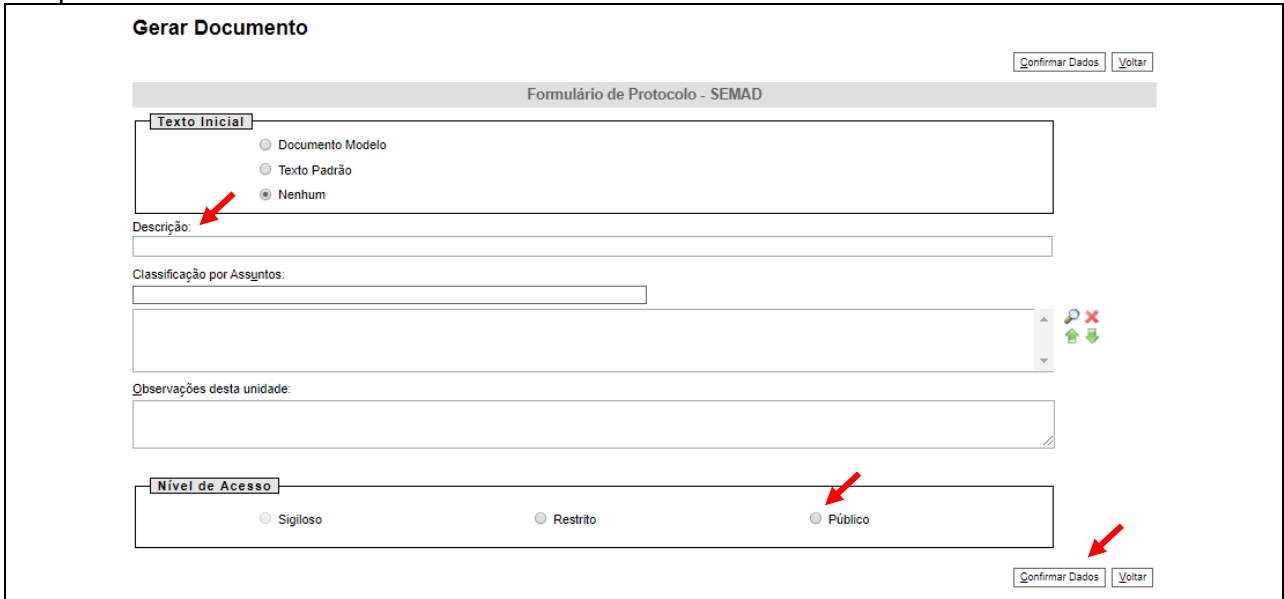 Gerar Documento
Confirmar Dados Voltar
Formulário de Protocolo - SEMAD
Texto Inicial
Documento Modelo
Texto Padrão
Nenhum
Descrição:
Classificação por Assuntos:
Observações desta unidade:
Nível de Acesso
Sigiloso Restrito Público
Confirmar Dados Voltar